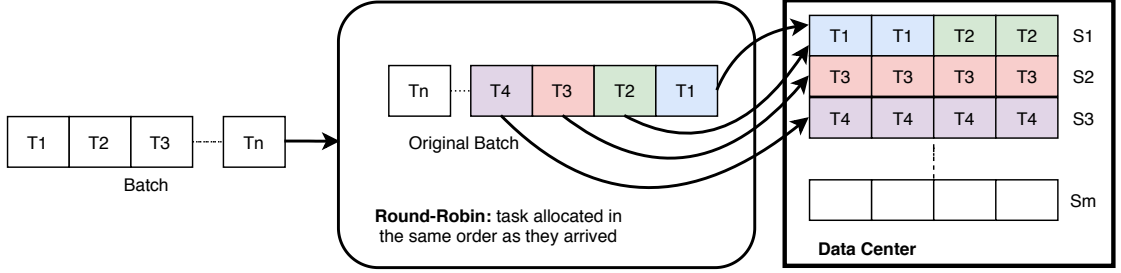 T1 T2 T3 Tn
Batch
Tn T4 T3 T2 T1
Original Batch
Round-Robin: task allocated in
the same order as they arrived
T1 T1 T2 T2 S1
T3 T3 T3 T3 S2
T4 T4 T4 T4 S3
Sm
Data Center